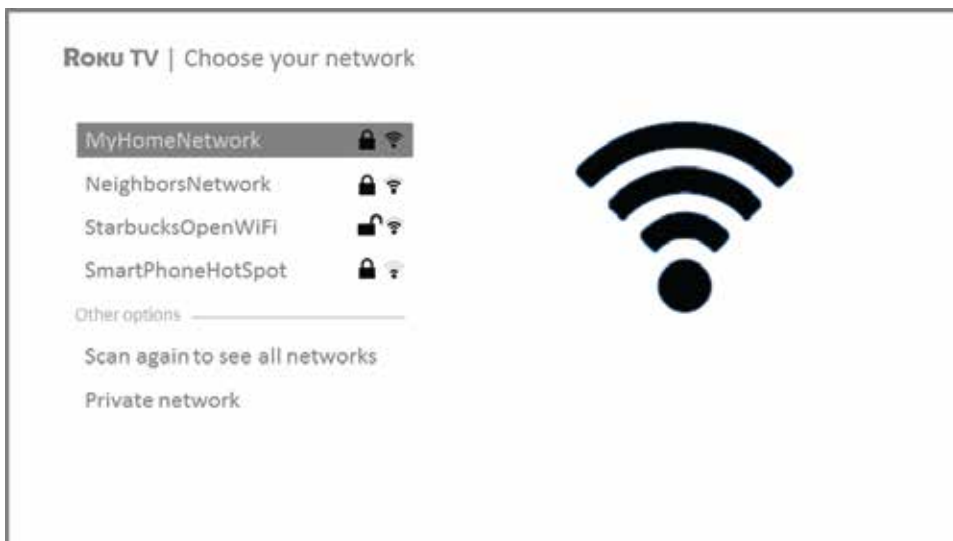 ROKU TV | Choose your network
MyHomeNetwork
NeighborsNetwork
StarbucksOpenWiFi
SmartPhoneHotSpot
Other options
Scan again to see all networks
Private network